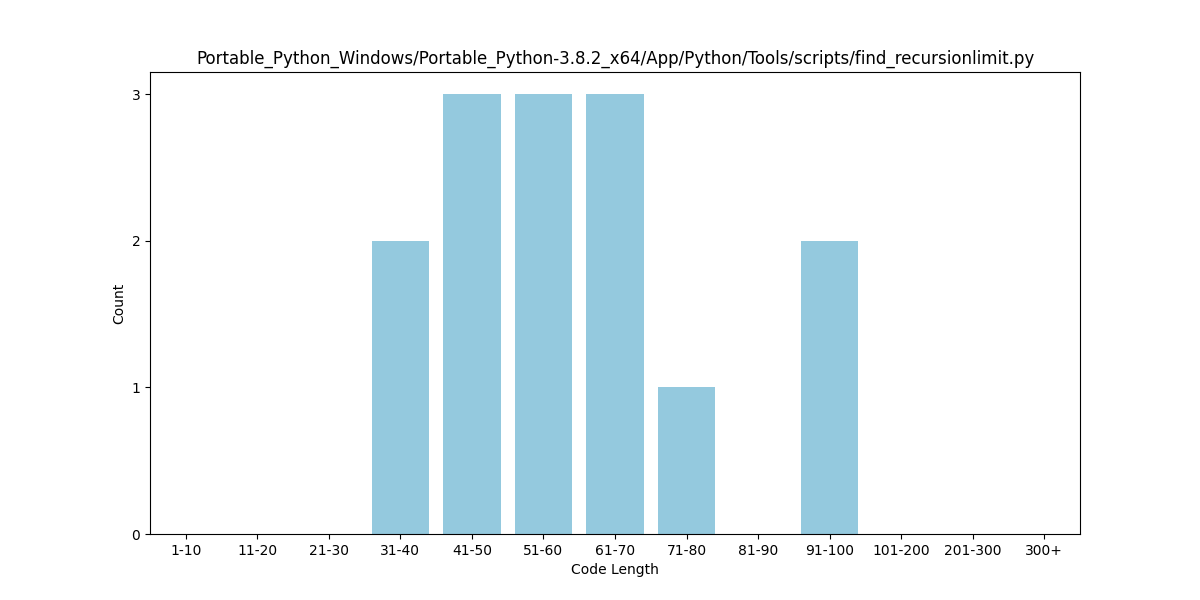 Portable_Python_Windows/Portable_Python-3.8.2_x64/App/Python/Tools/scripts/find_recursionlimit.py
3
2
1
0
Count
1-10 11-20 21-30 31-40 41-50 51-60 61-70 71-80 81-90 91-100 101-200 201-300 300+
Code Length